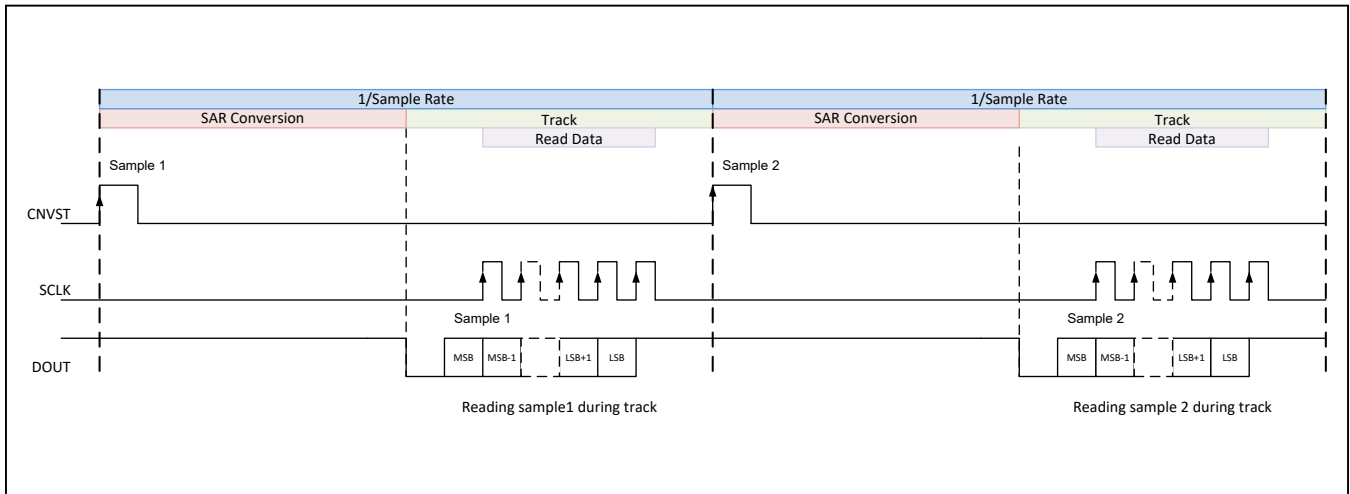 1/Sample Rate 1/Sample Rate
SAR Conversion Track SAR Conversion Track
Read Data Read Data
Sample 1 Sample 2
CNVST
SCLK
Sample 1 Sample 2
DOUT MSB MSB-1 LSB+1 LSB MSB MSB-1 LSB+1 LSB
Reading sample1 during track Reading sample 2 during track